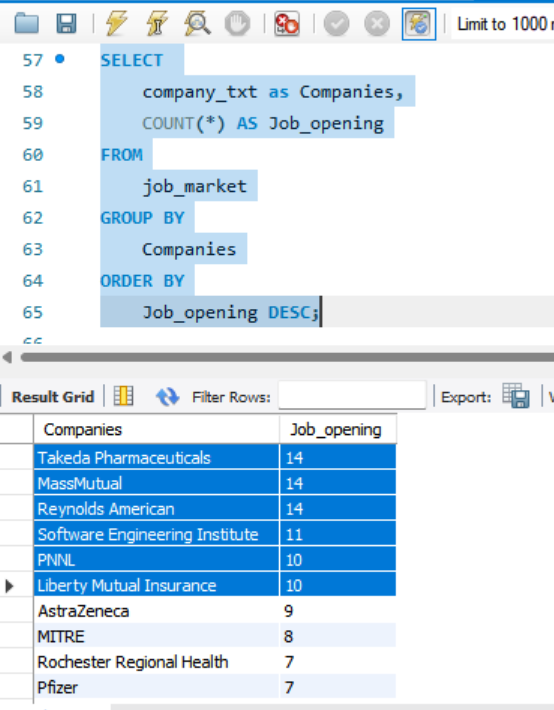 Limit to 1000 r
57 SELECT
58 company_txt as Companies,
59 COUNT(*) AS Job_opening
60 FROM
61 job_market
62 GROUP BY
63 Companies
64 ORDER BY
65 Job_opening DESC;
66
Result Grid Filter Rows: Export:
Companies Job_opening
Takeda Pharmaceuticals 14
MassMutual 14
Reynolds American 14
Software Engineering Institute 11
PNNL 10
Liberty Mutual Insurance 10
AstraZeneca 9
MITRE 8
Rochester Regional Health 7
Pfizer 7